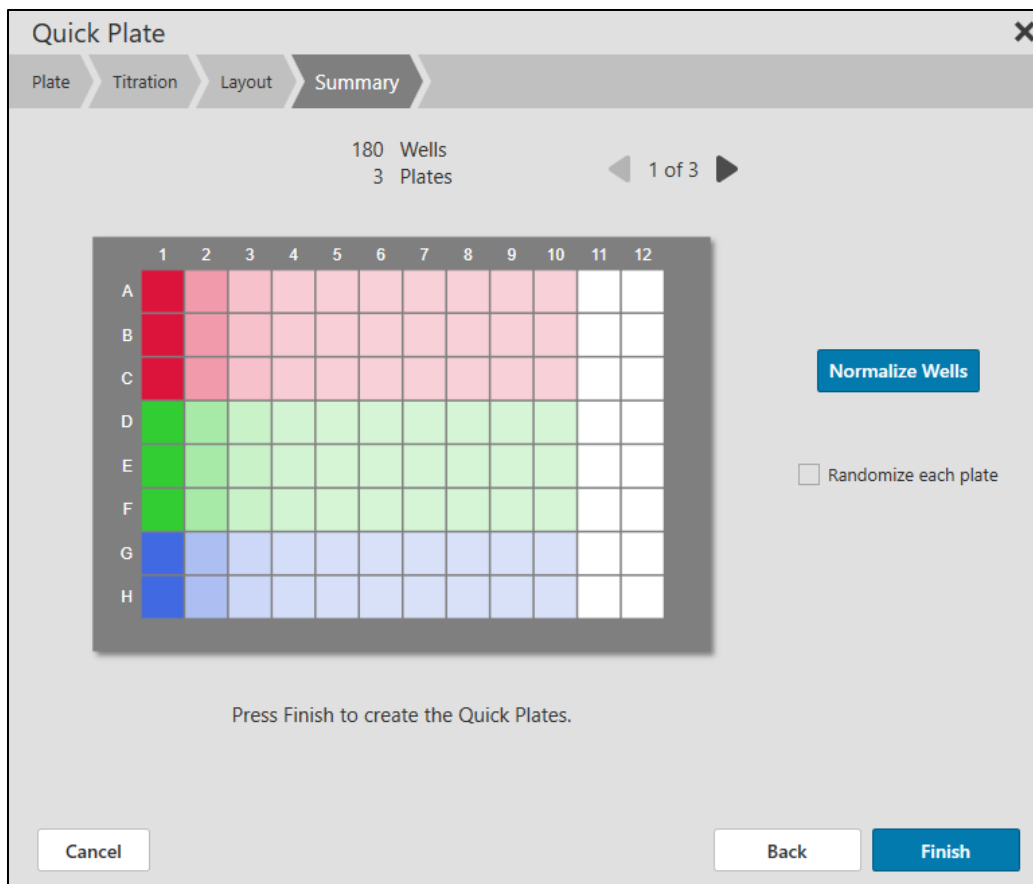 Quick Plate
Plate Titration Layout Summary
180 Wells
3 Plates
1 of 3
1 2 3 4 5 6 7 8 9 10 11 12
A
B
C
D
E
F
G
H
Normalize Wells
Randomize each plate
Press Finish to create the Quick Plates.
Cancel Back Finish